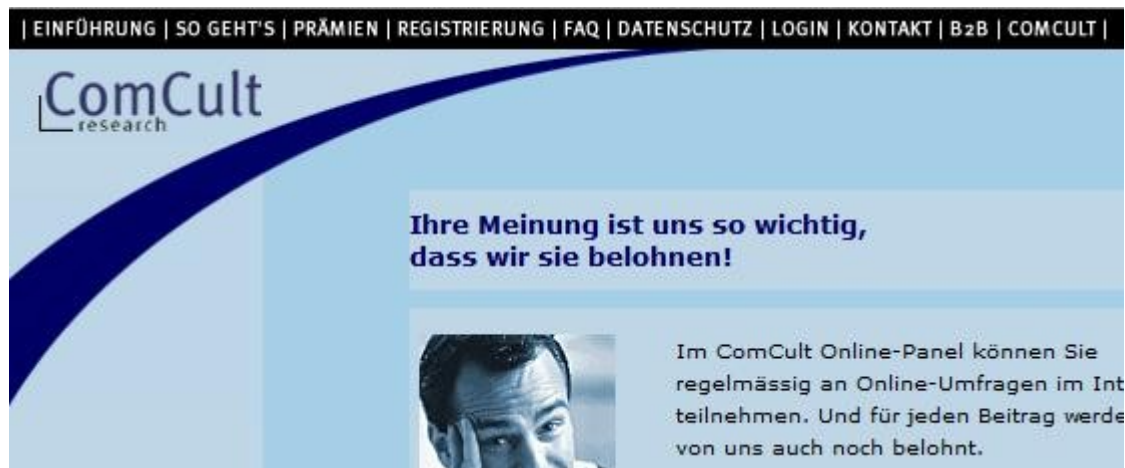 | EINFÜHRUNG | SO GEHT'S | PRÄMIEN | REGISTRIERUNG | FAQ | DATENSCHUTZ | LOGIN | KONTAKT | B2B | COMCULT |
ComCult
research
Ihre Meinung ist uns so wichtig,
dass wir sie belohnen!
Im ComCult Online-Panel können Sie
regelmässig an Online-Umfragen im Int
teilnehmen. Und für jeden Beitrag werde
von uns auch noch belohnt.